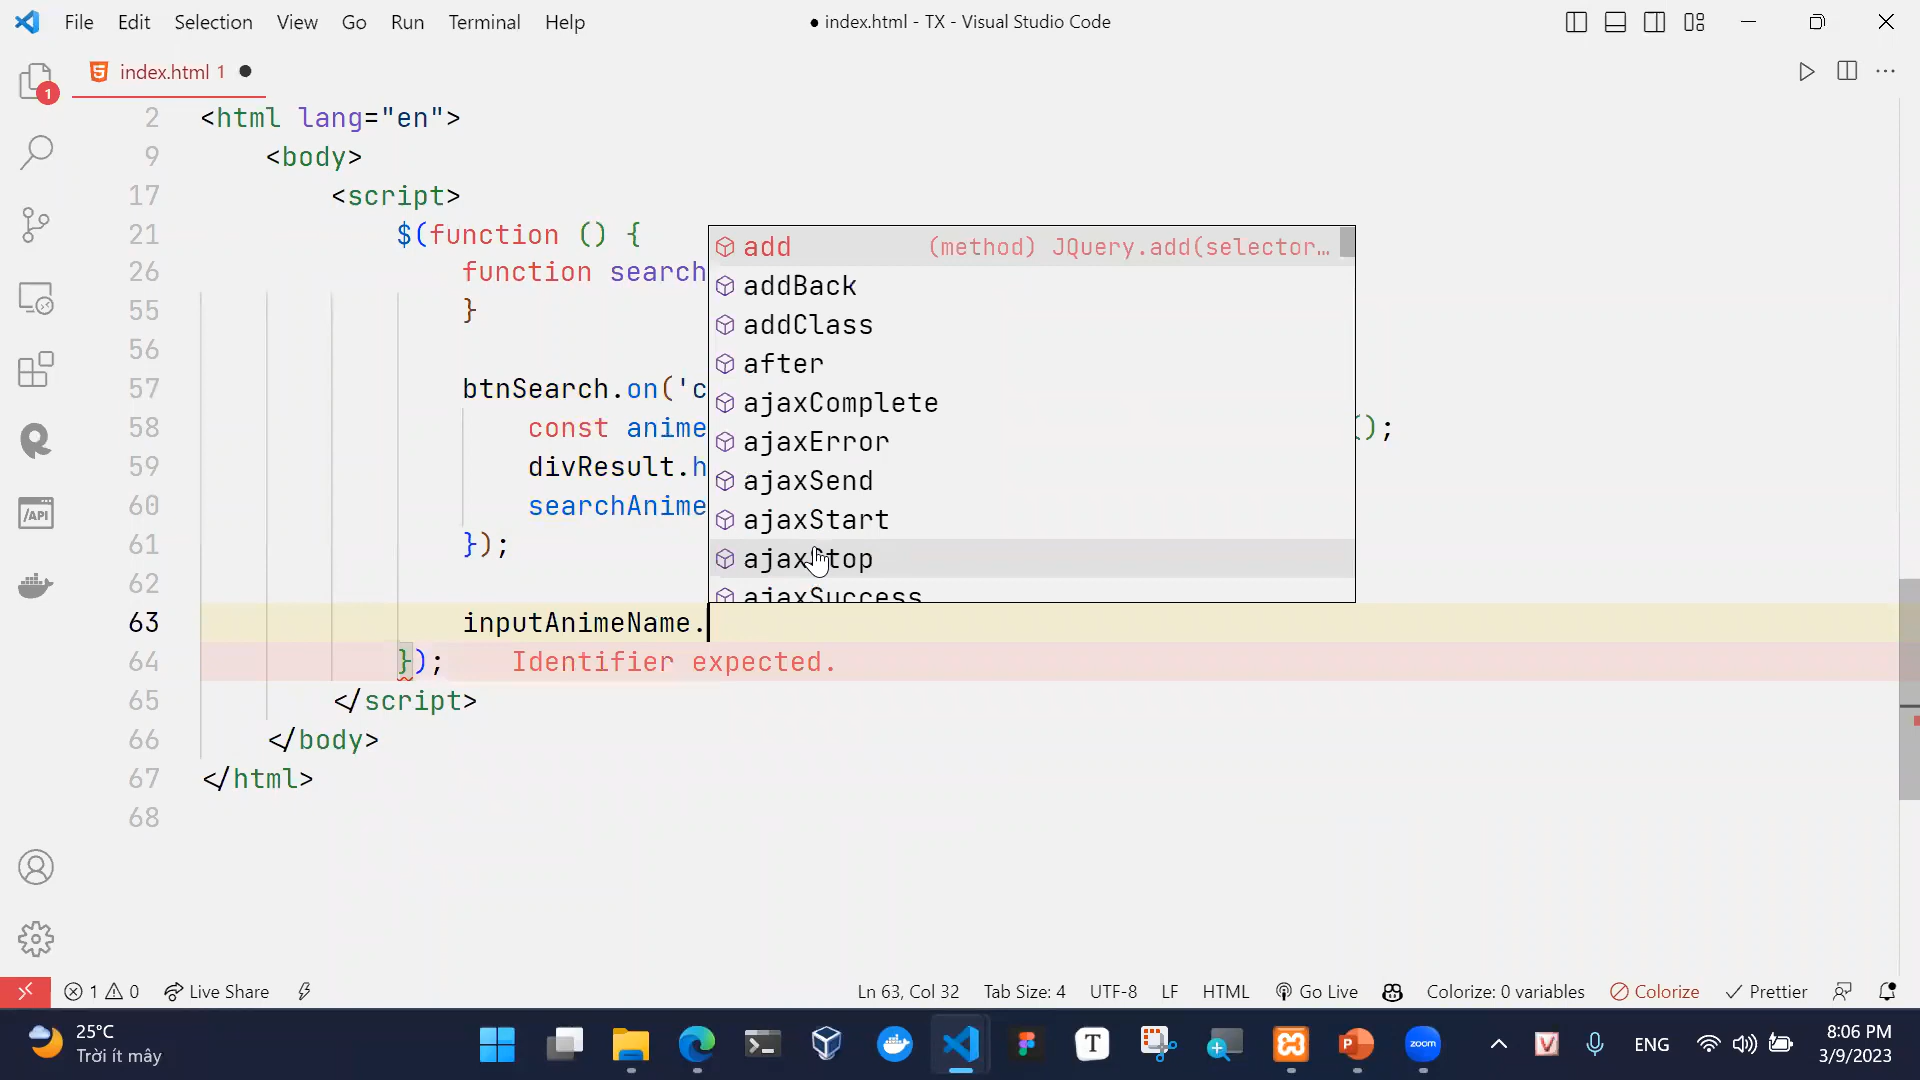 File Edit Selection View Go Run Terminal Help
● index.html - TX - Visual Studio Code
index.html 1 ●
1
2 <html lang="en">
9 <body>
17 <script>
21 $(function () {
26 function search
55 }
56
57 btnSearch.on('c
58 const anime ();
59 divResult.h
60 searchAnime
61 });
62
63 inputAnimeName.
64 }); Identifier expected.
65 </script>
66 </body>
67 </html>
68
add (method) JQuery.add(selector…
addBack
addClass
after
ajaxComplete
ajaxError
ajaxSend
ajaxStart
ajaxStop
ajaxSuccess
/API
1 0 Live Share
Ln 63, Col 32 Tab Size: 4 UTF-8 LF HTML Go Live Colorize: 0 variables Colorize Prettier
25°C
Trời ít mây
T
zoom
V
ENG
8:06 PM
3/9/2023